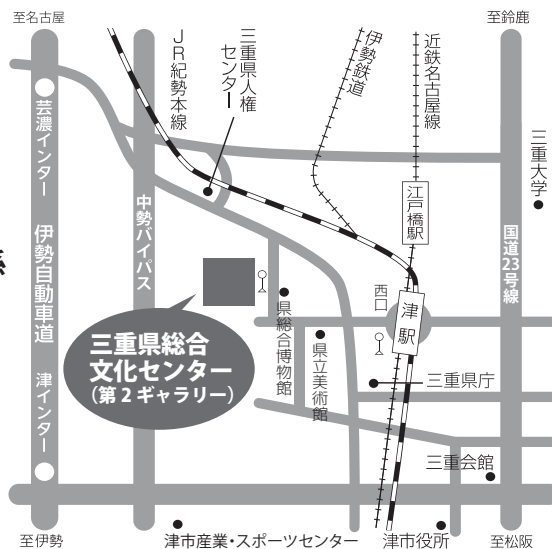 至名古屋
至鈴鹿
JR紀勢本線
三重県人権
センター
伊勢鉄道
近鉄名古屋線
三重大学
芸濃インター
中勢バイパス
江戸橋駅
国道23号線
伊勢自動車道
西口
津駅
県総合博物館
県立美術館
三重県総合
文化センター
（第2ギャラリー）
津インター
三重県庁
三重会館
至伊勢
津市産業・スポーツセンター
津市役所
至松阪